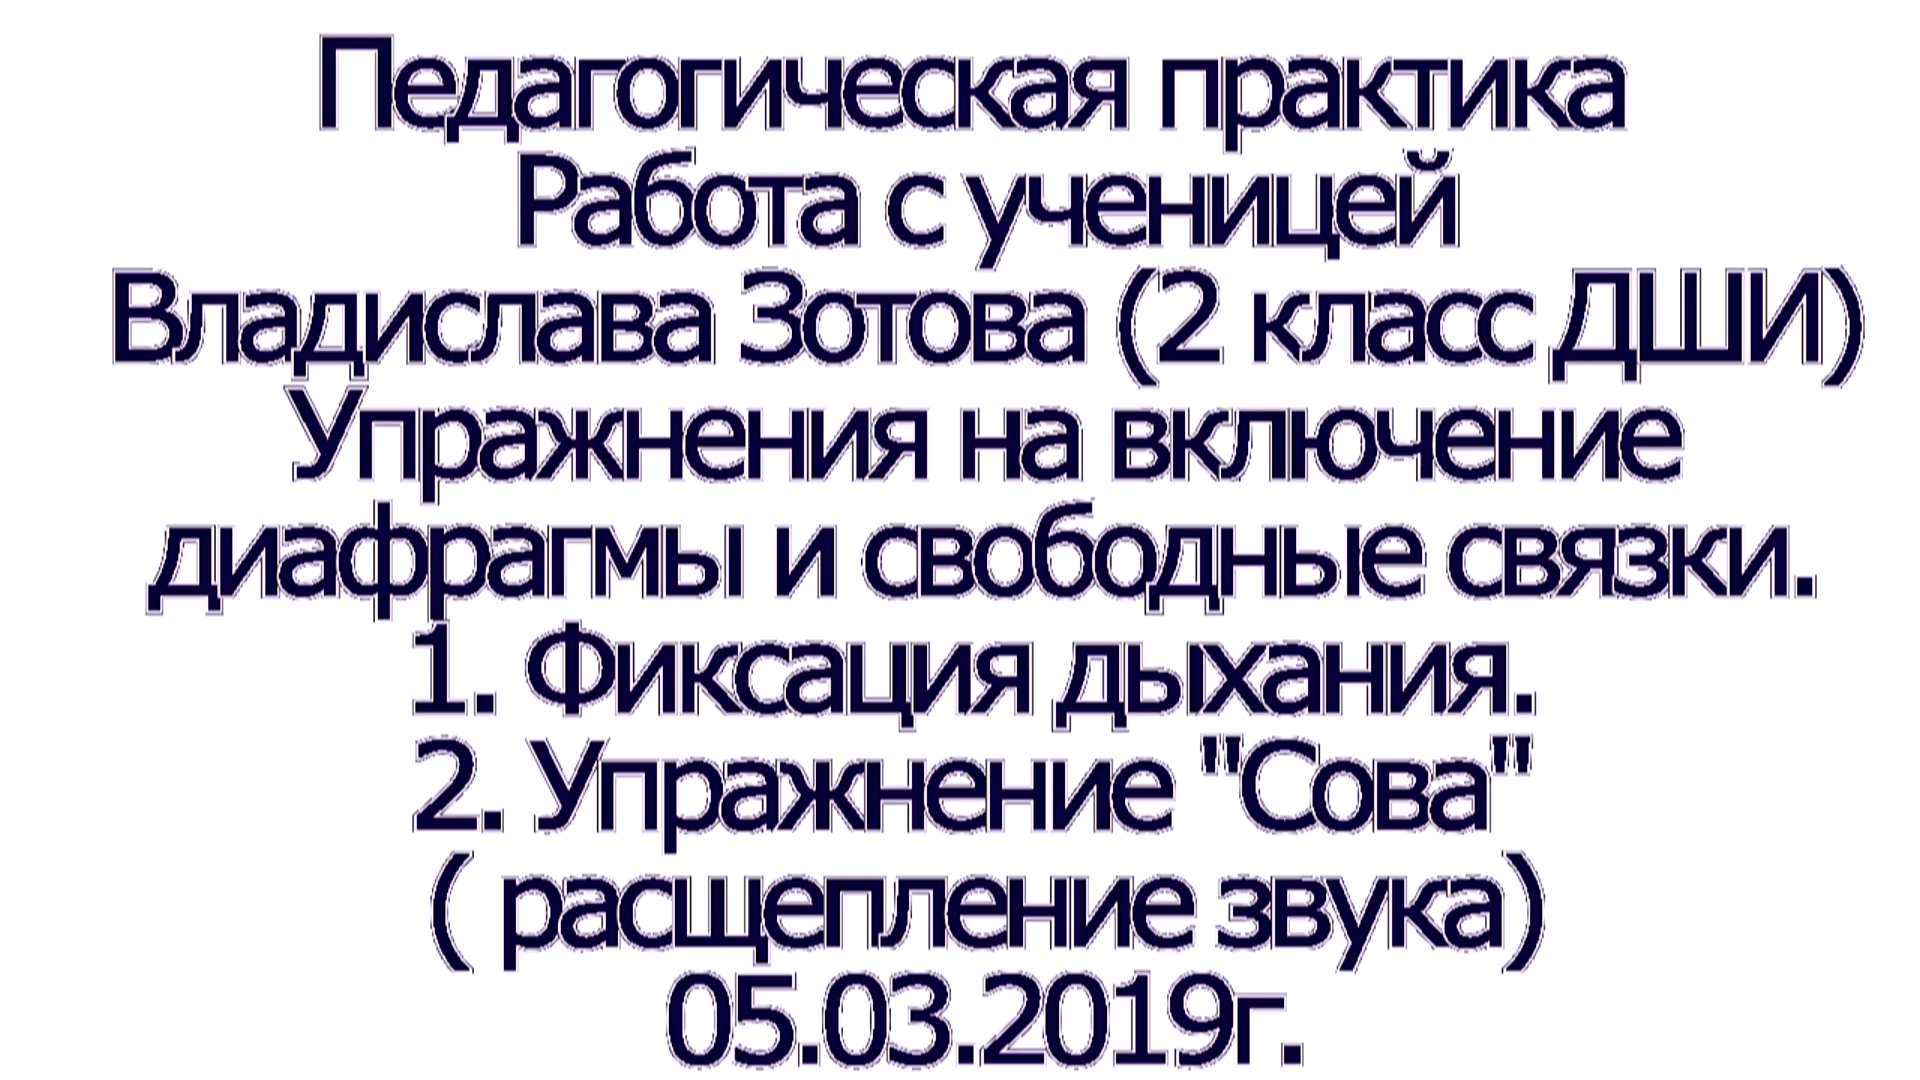 Педагогическая практика
Работа с ученицей
Владислава Зотова (2 класс ДШИ)
Упражнения на включение
диафрагмы и свободные связки.
1. Фиксация дыхания.
2. Упражнение "Сова"
( расщепление звука)
05.03.2019г.